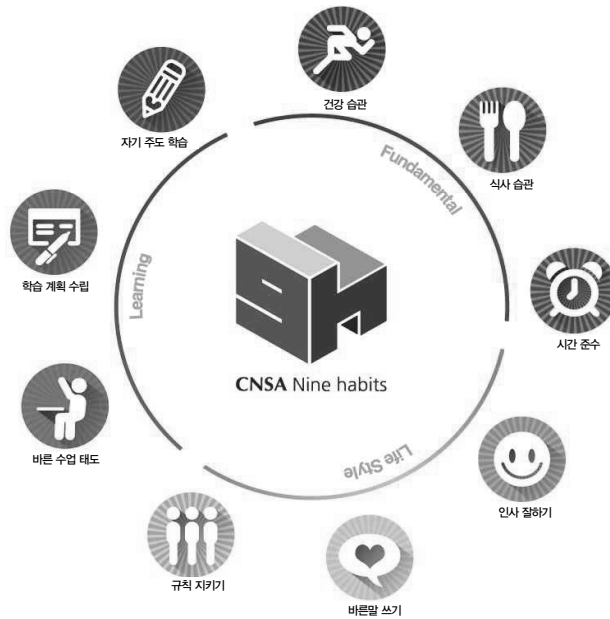 건강 습관
자기 주도 학습
식사 습관
Fundamental
Learning
학습 계획 수립
시간 준수
9h
CNSA Nine habits
바른 수업 태도
Life Style
인사 잘하기
규칙 지키기
바른말 쓰기